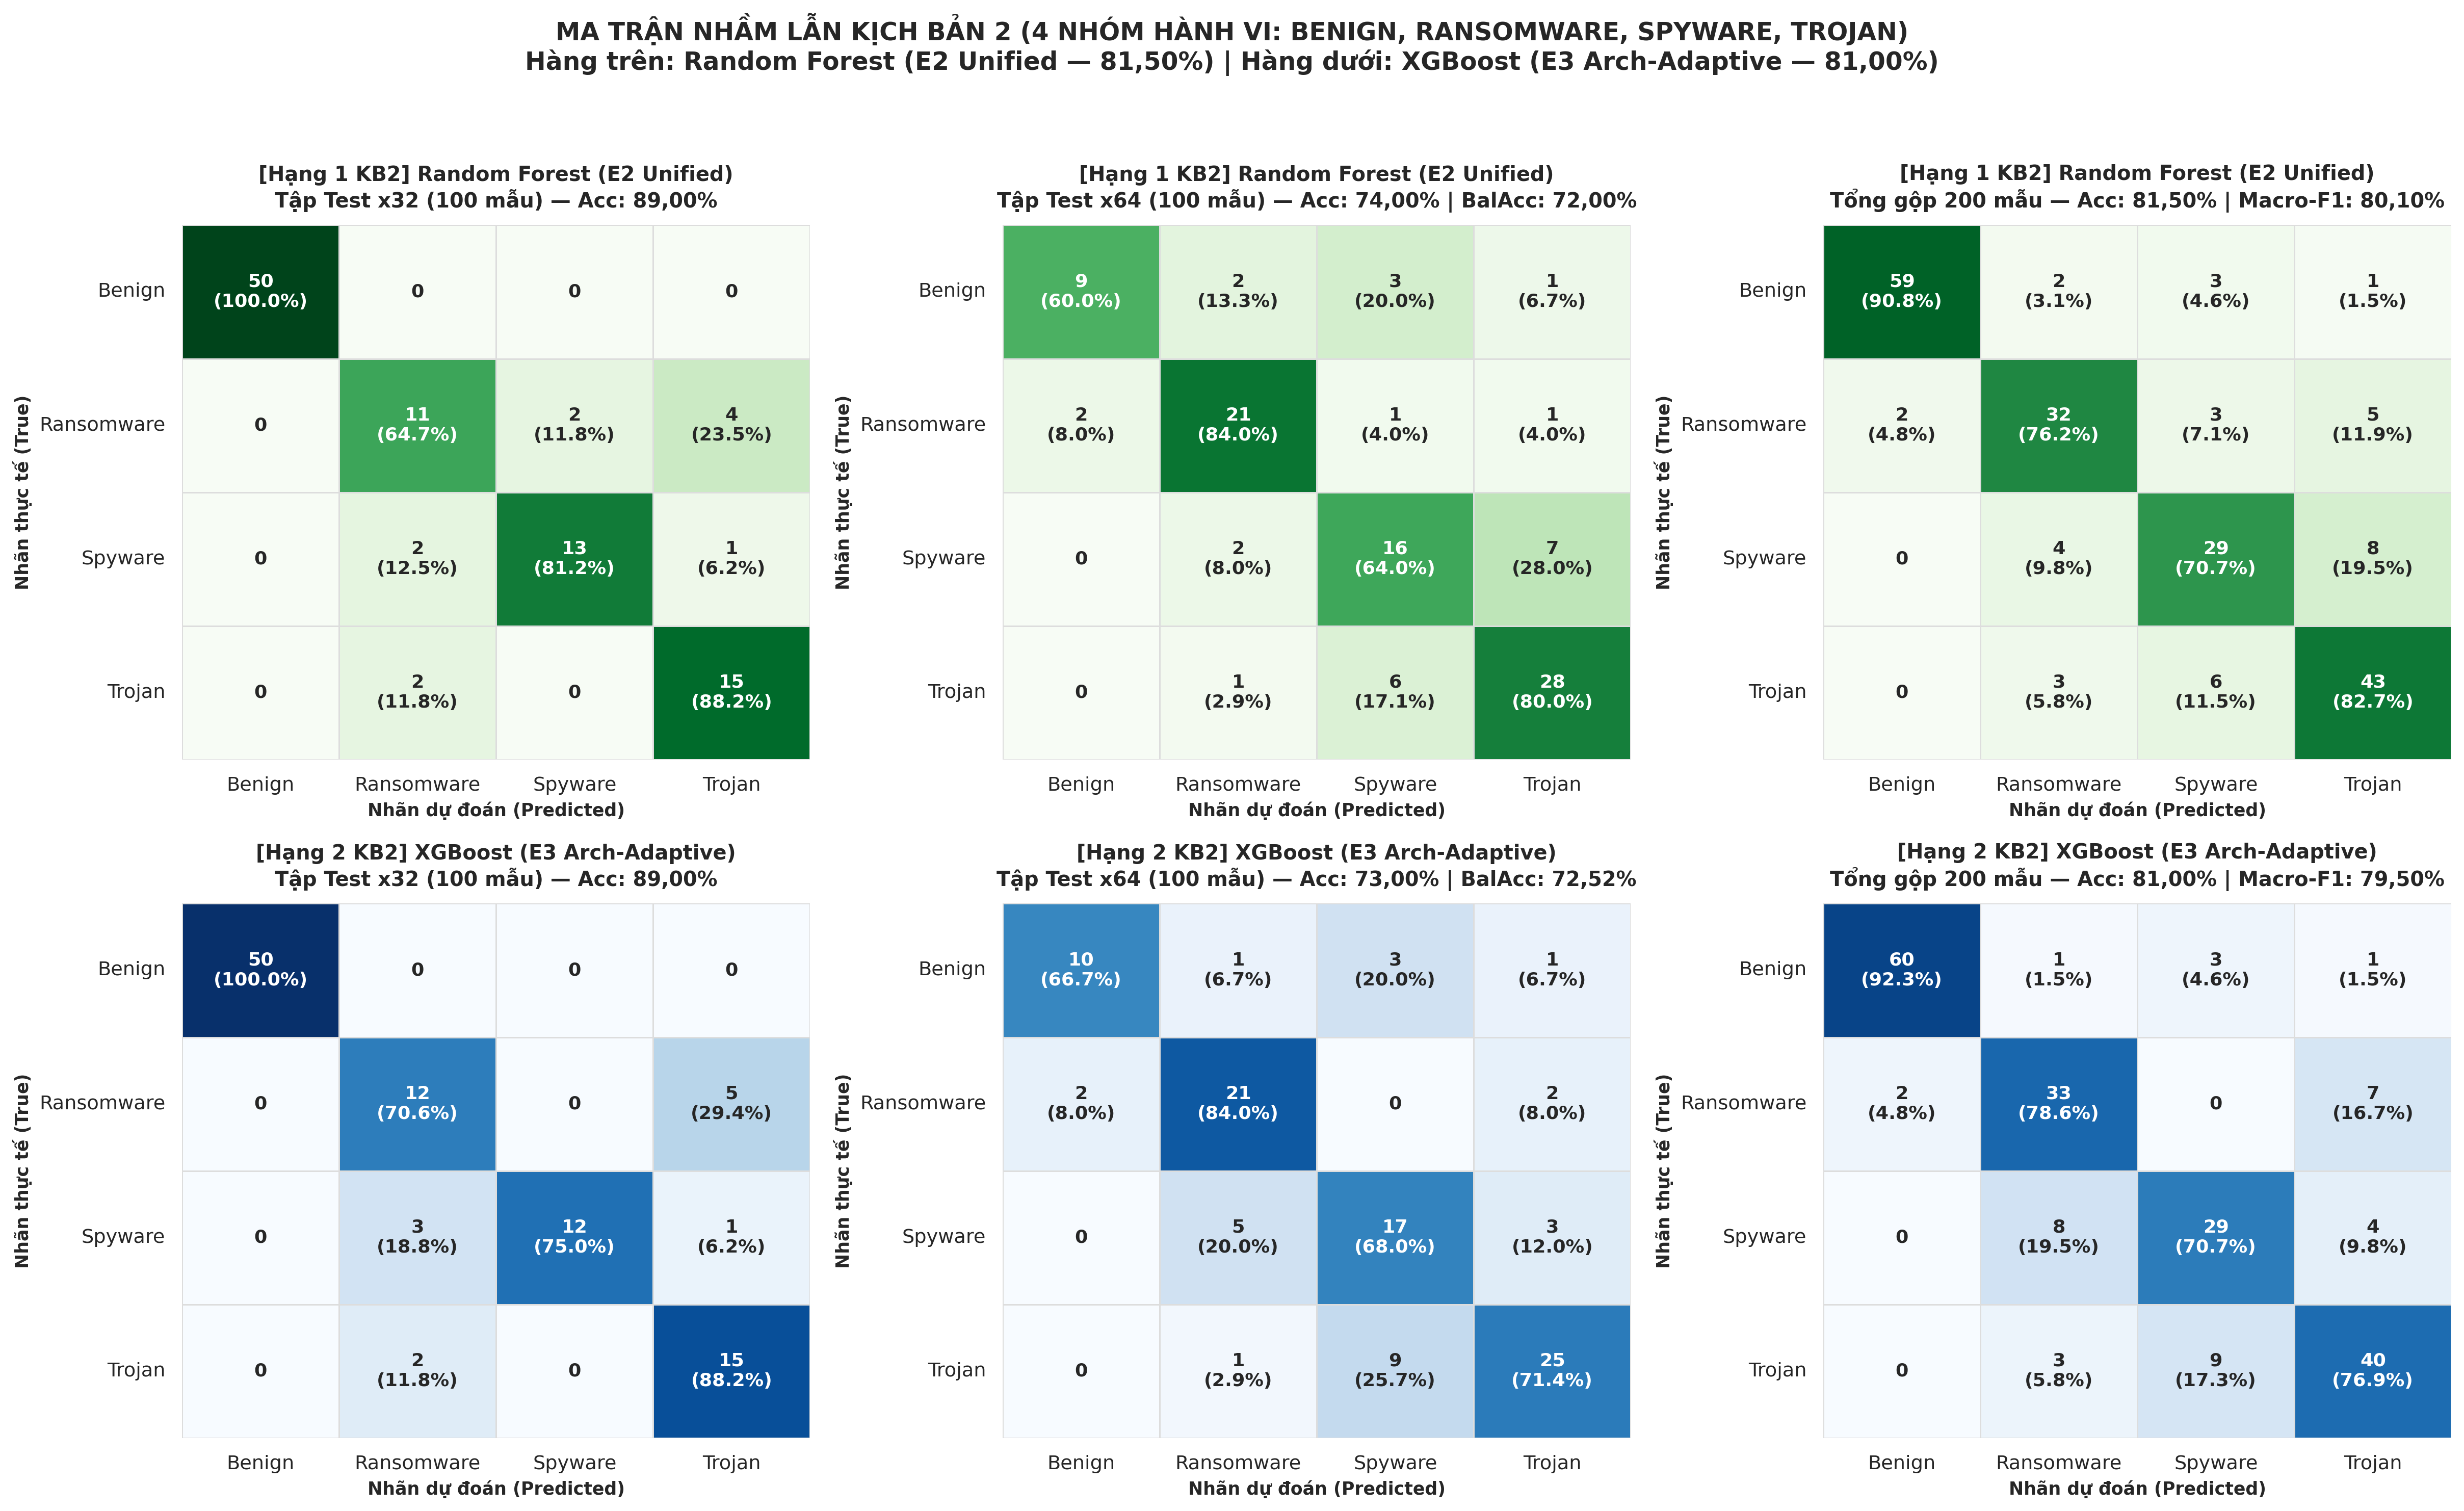 MA TRẬN NHẦM LẪN KỊCH BẢN 2 (4 NHÓM HÀNH VI: BENIGN, RANSOMWARE, SPYWARE, TROJAN)
Hàng trên: Random Forest (E2 Unified — 81,50%) | Hàng dưới: XGBoost (E3 Arch-Adaptive — 81,00%)
[Hạng 1 KB2] Random Forest (E2 Unified)
Tập Test x32 (100 mẫu) — Acc: 89,00%
Nhãn thực tế (True)
Benign
50
(100.0%)
0
0
0
Ransomware
0
11
(64.7%)
2
(11.8%)
4
(23.5%)
Spyware
0
2
(12.5%)
13
(81.2%)
1
(6.2%)
Trojan
0
2
(11.8%)
0
15
(88.2%)
Benign Ransomware Spyware Trojan
Nhãn dự đoán (Predicted)
[Hạng 1 KB2] Random Forest (E2 Unified)
Tập Test x64 (100 mẫu) — Acc: 74,00% | BalAcc: 72,00%
Nhãn thực tế (True)
Benign
9
(60.0%)
2
(13.3%)
3
(20.0%)
1
(6.7%)
Ransomware
2
(8.0%)
21
(84.0%)
1
(4.0%)
1
(4.0%)
Spyware
0
2
(8.0%)
16
(64.0%)
7
(28.0%)
Trojan
0
1
(2.9%)
6
(17.1%)
28
(80.0%)
Benign Ransomware Spyware Trojan
Nhãn dự đoán (Predicted)
[Hạng 1 KB2] Random Forest (E2 Unified)
Tổng gộp 200 mẫu — Acc: 81,50% | Macro-F1: 80,10%
Nhãn thực tế (True)
Benign
59
(90.8%)
2
(3.1%)
3
(4.6%)
1
(1.5%)
Ransomware
2
(4.8%)
32
(76.2%)
3
(7.1%)
5
(11.9%)
Spyware
0
4
(9.8%)
29
(70.7%)
8
(19.5%)
Trojan
0
3
(5.8%)
6
(11.5%)
43
(82.7%)
Benign Ransomware Spyware Trojan
Nhãn dự đoán (Predicted)
[Hạng 2 KB2] XGBoost (E3 Arch-Adaptive)
Tập Test x32 (100 mẫu) — Acc: 89,00%
Nhãn thực tế (True)
Benign
50
(100.0%)
0
0
0
Ransomware
0
12
(70.6%)
0
5
(29.4%)
Spyware
0
3
(18.8%)
12
(75.0%)
1
(6.2%)
Trojan
0
2
(11.8%)
0
15
(88.2%)
Benign Ransomware Spyware Trojan
Nhãn dự đoán (Predicted)
[Hạng 2 KB2] XGBoost (E3 Arch-Adaptive)
Tập Test x64 (100 mẫu) — Acc: 73,00% | BalAcc: 72,52%
Nhãn thực tế (True)
Benign
10
(66.7%)
1
(6.7%)
3
(20.0%)
1
(6.7%)
Ransomware
2
(8.0%)
21
(84.0%)
0
2
(8.0%)
Spyware
0
5
(20.0%)
17
(68.0%)
3
(12.0%)
Trojan
0
1
(2.9%)
9
(25.7%)
25
(71.4%)
Benign Ransomware Spyware Trojan
Nhãn dự đoán (Predicted)
[Hạng 2 KB2] XGBoost (E3 Arch-Adaptive)
Tổng gộp 200 mẫu — Acc: 81,00% | Macro-F1: 79,50%
Nhãn thực tế (True)
Benign
60
(92.3%)
1
(1.5%)
3
(4.6%)
1
(1.5%)
Ransomware
2
(4.8%)
33
(78.6%)
0
7
(16.7%)
Spyware
0
8
(19.5%)
29
(70.7%)
4
(9.8%)
Trojan
0
3
(5.8%)
9
(17.3%)
40
(76.9%)
Benign Ransomware Spyware Trojan
Nhãn dự đoán (Predicted)